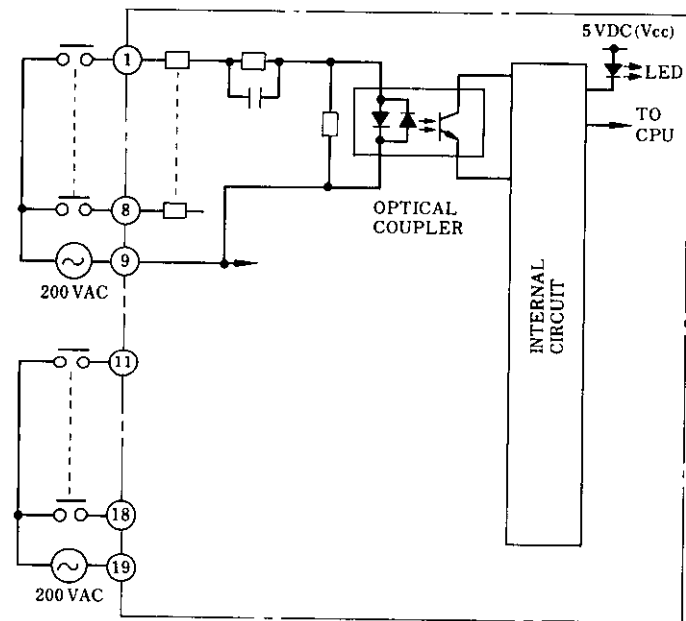 5 VDC (Vcc)
1
LED
TO
CPU
8
OPTICAL
COUPLER
9
200 VAC
INTERNAL
CIRCUIT
11
18
19
200 VAC